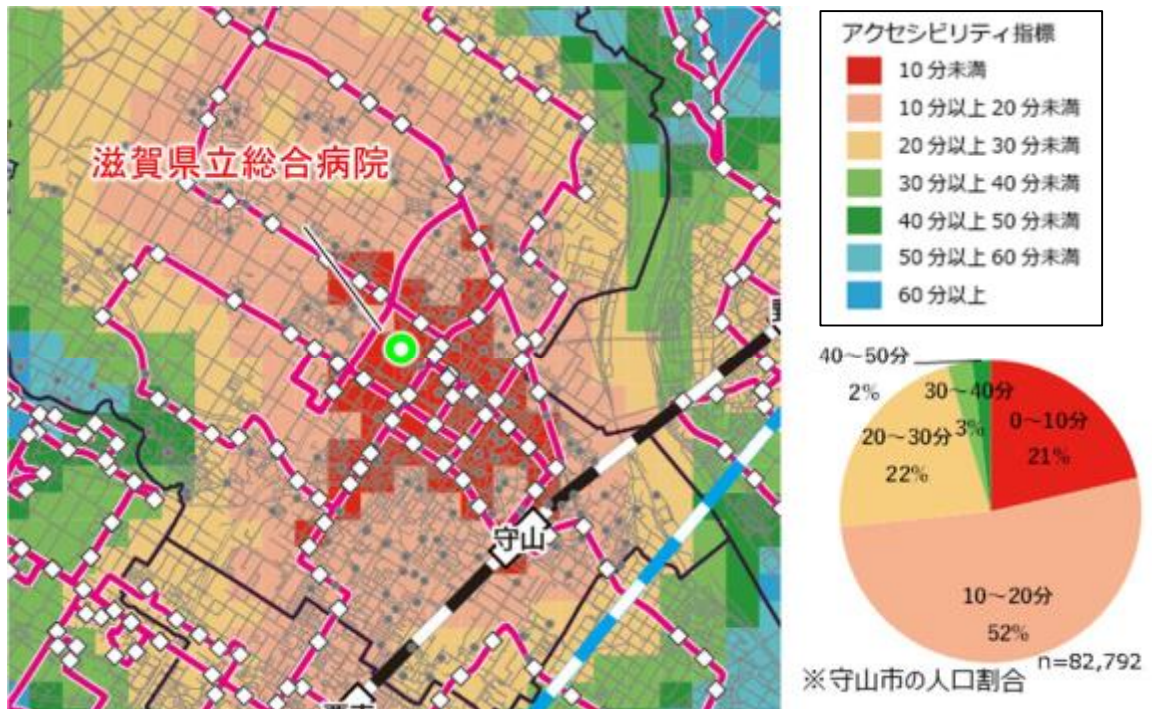 滋賀県立総合病院
守山
アクセシビリティ指標
10分未満
10分以上20分未満
20分以上30分未満
30分以上40分未満
40分以上50分未満
50分以上60分未満
60分以上
40～50分
2%
30～40分
3%
0～10分
21%
20～30分
22%
10～20分
52%
n=82,792
※守山市の人口割合